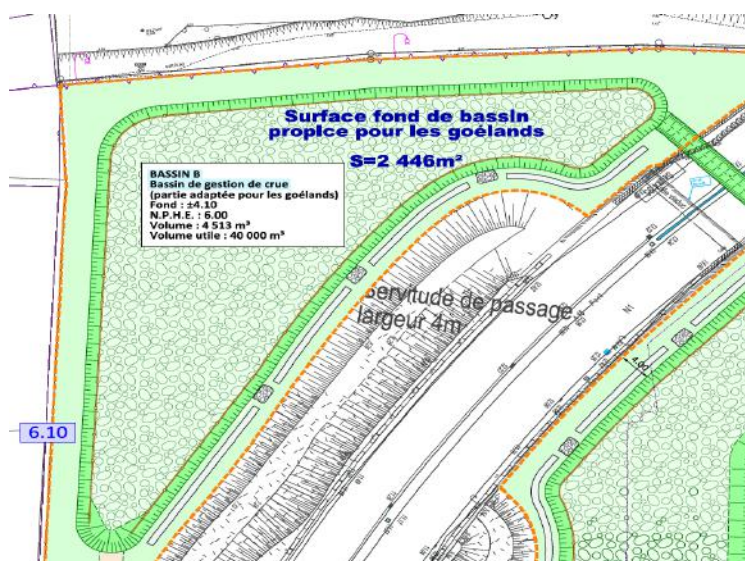 Surface fond de bassin
propice pour les goélands
S=2 446m²
BASSIN B
Bassin de gestion de crue
(partie adaptée pour les goélands)
Fond : ±4.10
N.P.H.E. : 6.00
Volume : 4 513 m³
Volume utile : 40 000 m³
Servitude de passage
largeur 4m
N1
4.00
6.10